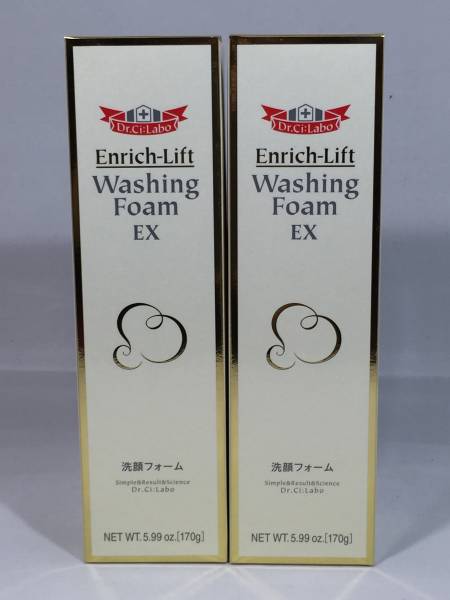 Dr.Ci:Labo
Enrich-Lift
Washing
Foam
EX
洗顔フォーム
Simple&Result&Science
Dr.Ci:Labo
NET WT. 5.99 oz.[170g]
Dr.Ci:Labo
Enrich-Lift
Washing
Foam
EX
洗顔フォーム
Simple&Result&Science
Dr.Ci:Labo
NET WT. 5.99 oz.[170g]